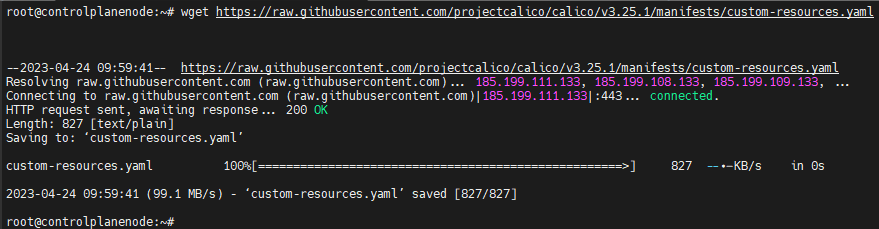 root@controlplanenode:~# wget https://raw.githubusercontent.com/projectcalico/calico/v3.25.1/manifests/custom-resources.yaml
--2023-04-24 09:59:41-- https://raw.githubusercontent.com/projectcalico/calico/v3.25.1/manifests/custom-resources.yaml
Resolving raw.githubusercontent.com (raw.githubusercontent.com)... 185.199.111.133, 185.199.108.133, 185.199.109.133, ...
Connecting to raw.githubusercontent.com (raw.githubusercontent.com)|185.199.111.133|:443... connected.
HTTP request sent, awaiting response... 200 OK
Length: 827 [text/plain]
Saving to: ‘custom-resources.yaml’
custom-resources.yaml 100%[===================================================>] 827 --•-KB/s in 0s
2023-04-24 09:59:41 (99.1 MB/s) - ‘custom-resources.yaml’ saved [827/827]
root@controlplanenode:~#